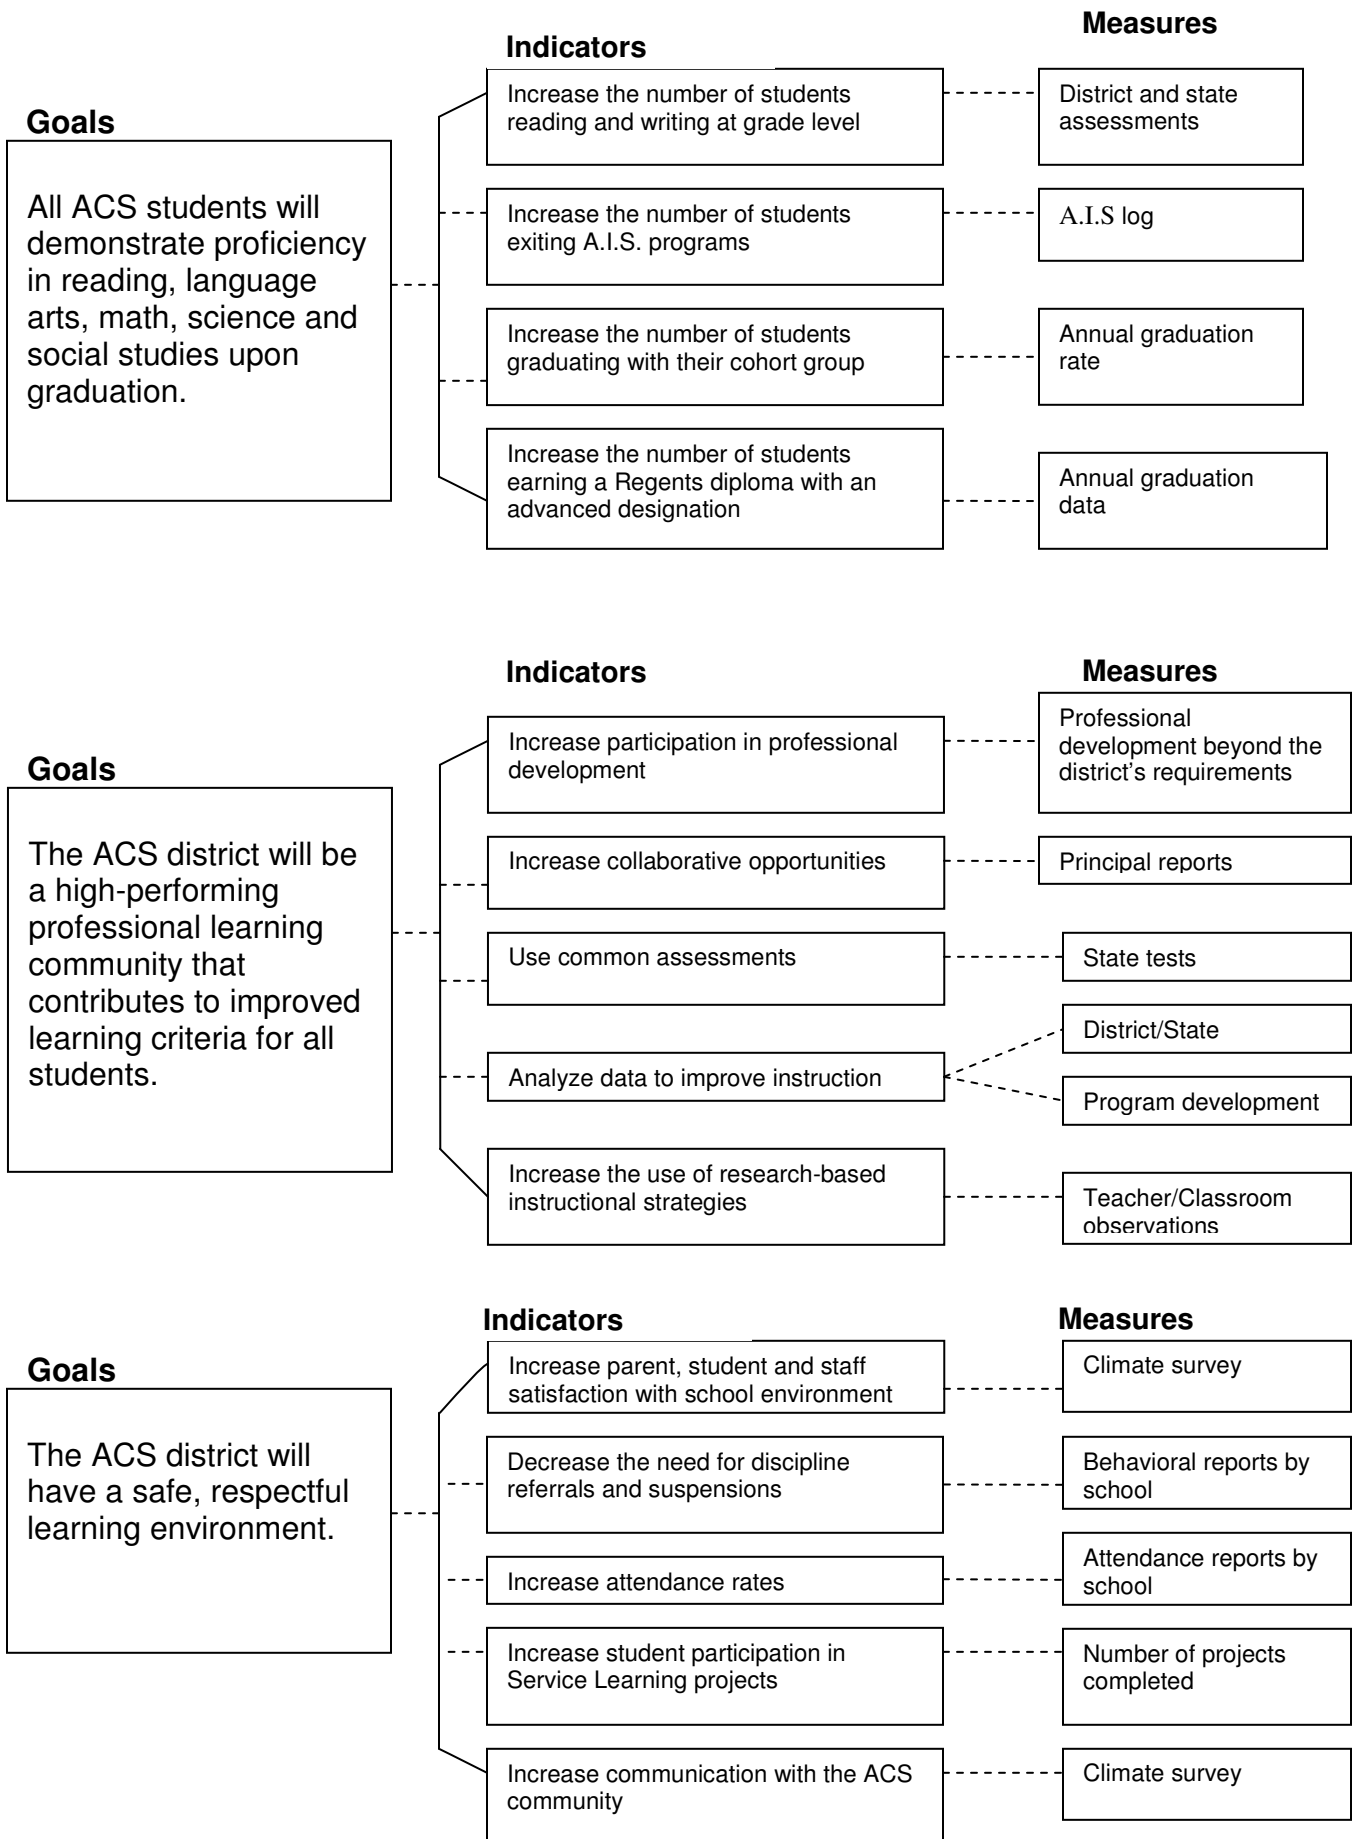 Measures
Indicators
Increase the number of students
reading and writing at grade level
District and state
assessments
Goals
All ACS students will
demonstrate proficiency
in reading, language
arts, math, science and
social studies upon
graduation.
Increase the number of students
exiting A.I.S. programs
A.I.S log
Increase the number of students
graduating with their cohort group
Annual graduation
rate
Increase the number of students
earning a Regents diploma with an
advanced designation
Annual graduation
data
Indicators
Measures
Goals
The ACS district will be
a high-performing
professional learning
community that
contributes to improved
learning criteria for all
students.
Increase participation in professional
development
Professional
development beyond the
district's requirements
Increase collaborative opportunities
Principal reports
Use common assessments
State tests
Analyze data to improve instruction
District/State
Program development
Increase the use of research-based
instructional strategies
Teacher/Classroom
observations
Indicators
Measures
Goals
The ACS district will
have a safe, respectful
learning environment.
Increase parent, student and staff
satisfaction with school environment
Climate survey
Decrease the need for discipline
referrals and suspensions
Behavioral reports by
school
Increase attendance rates
Attendance reports by
school
Increase student participation in
Service Learning projects
Number of projects
completed
Increase communication with the ACS
community
Climate survey